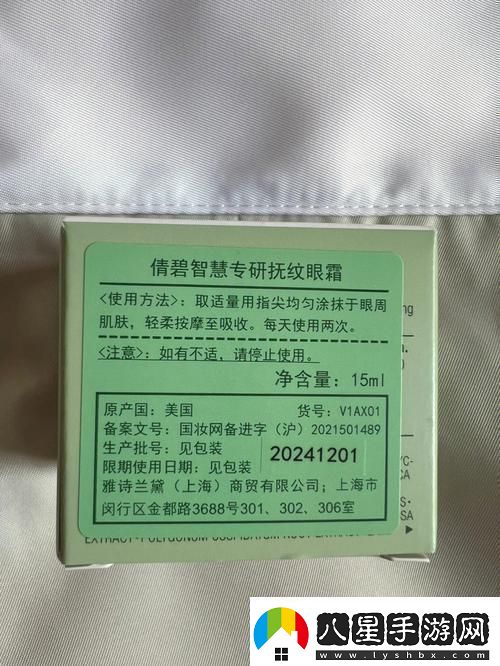 倩碧智慧专研抚纹眼霜
<使用方法>：取适量用指尖均匀涂抹于眼周
肌肤，轻柔按摩至吸收。每天使用两次。
<注意>：如有不适，请停止使用。
净含量：15ml
原产国：美国 货号：V1AX01
备案文号：国妆网备进字（沪）2021501489
生产批号：见包装
限期使用日期：见包装
20241201
雅诗兰黛（上海）商贸有限公司；上海市
闵行区金都路3688号301、302、306室
八星手游网
www.lyshbx.com